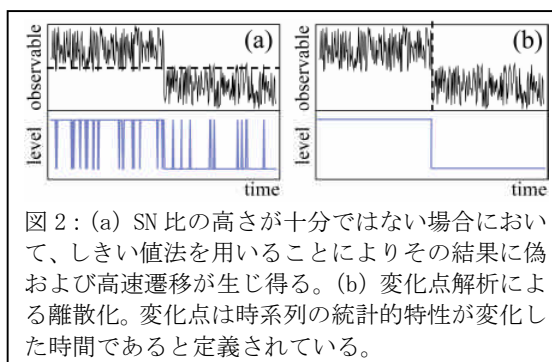 (a)
observable
level
time
(b)
observable
level
time
図 2：(a) SN 比の高さが十分ではない場合におい
て、しきい値法を用いることによりその結果に偽
および高速遷移が生じ得る。(b) 変化点解析によ
る離散化。変化点は時系列の統計的特性が変化し
た時間であると定義されている。